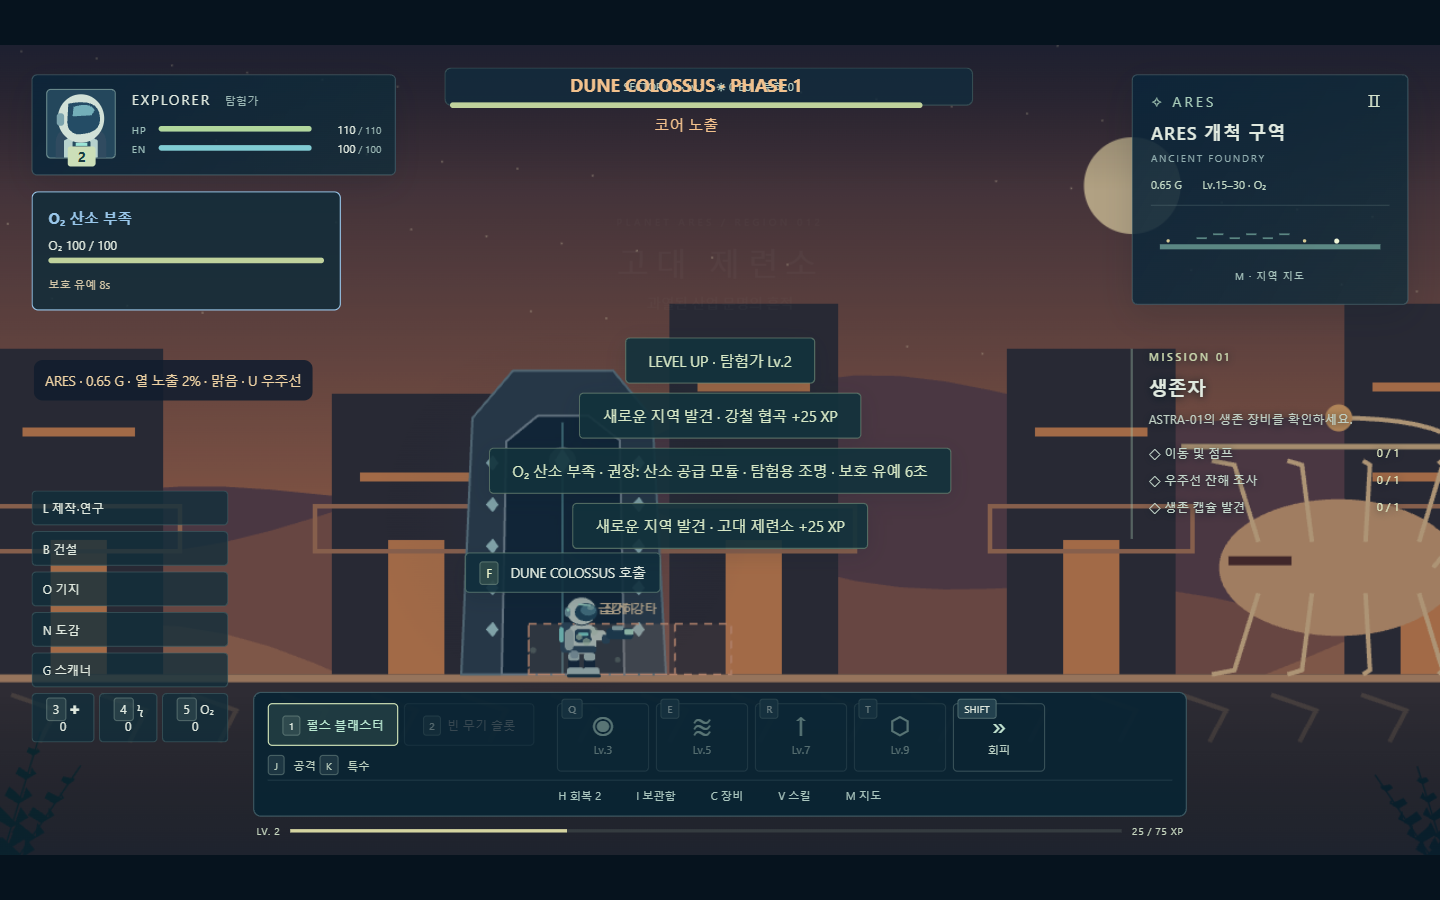 EXPLORER 탐험가
2
HP 110 / 110
EN 100 / 100
DUNE COLOSSUS · PHASE 1
코어 노출
✧ ARES II
ARES 개척 구역
ANCIENT FOUNDRY
0.65 G Lv.15–30 · O₂
M · 지역 지도
O₂ 산소 부족
O₂ 100 / 100
보호 유예 8s
고대 제련소
ARES · 0.65 G · 열 노출 2% · 맑음 · U 우주선
LEVEL UP · 탐험가 Lv.2
새로운 지역 발견 · 강철 협곡 +25 XP
O₂ 산소 부족 · 권장: 산소 공급 모듈 · 탐험용 조명 · 보호 유예 6초
새로운 지역 발견 · 고대 제련소 +25 XP
F DUNE COLOSSUS 호출
MISSION 01
생존자
ASTRA-01의 생존 장비를 확인하세요.
◇ 이동 및 점프 0 / 1
◇ 우주선 잔해 조사 0 / 1
◇ 생존 캡슐 발견 0 / 1
L 제작·연구
B 건설
O 기지
N 도감
G 스캐너
3 ✚ 0
4 0
5 O₂ 0
1 펄스 블래스터
2 빈 무기 슬롯
J 공격 K 특수
Q Lv.3
E Lv.5
R Lv.7
T Lv.9
SHIFT » 회피
H 회복 2 I 보관함 C 장비 V 스킬 M 지도
LV. 2 25 / 75 XP